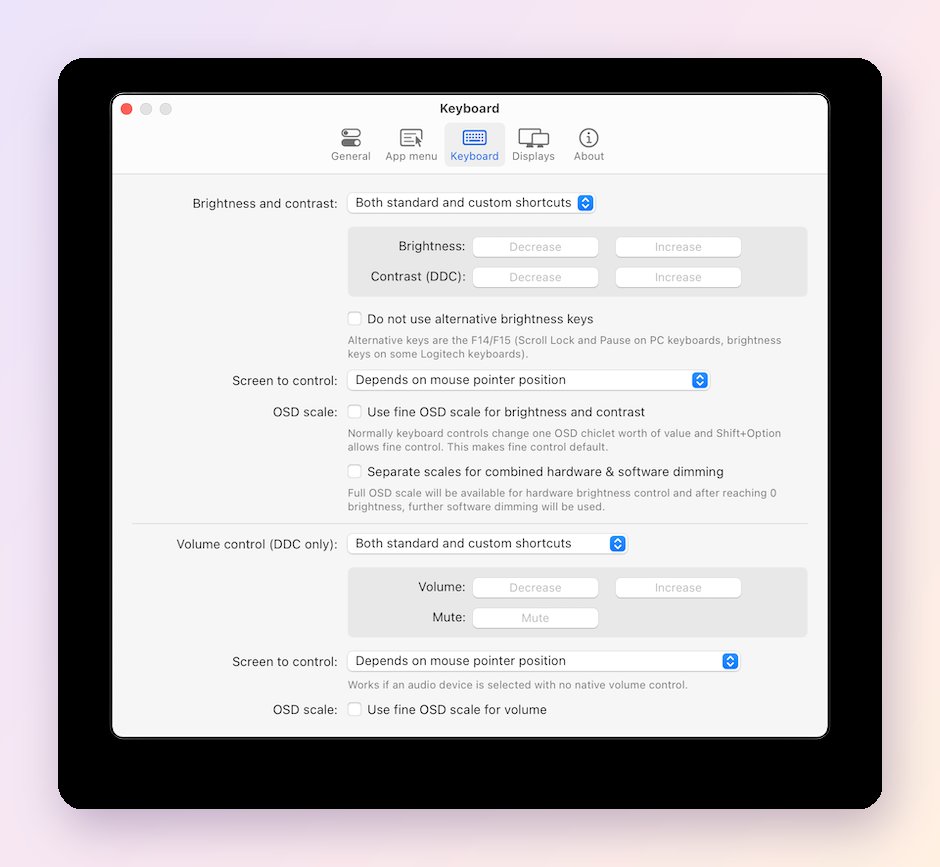 Keyboard
General App menu Keyboard Displays About
Brightness and contrast: Both standard and custom shortcuts
Brightness: Decrease Increase
Contrast (DDC): Decrease Increase
Do not use alternative brightness keys
Alternative keys are the F14/F15 (Scroll Lock and Pause on PC keyboards, brightness
keys on some Logitech keyboards).
Screen to control: Depends on mouse pointer position
OSD scale: Use fine OSD scale for brightness and contrast
Normally keyboard controls change one OSD chiclet worth of value and Shift+Option
allows fine control. This makes fine control default.
Separate scales for combined hardware & software dimming
Full OSD scale will be available for hardware brightness control and after reaching 0
brightness, further software dimming will be used.
Volume control (DDC only): Both standard and custom shortcuts
Volume: Decrease Increase
Mute: Mute
Screen to control: Depends on mouse pointer position
Works if an audio device is selected with no native volume control.
OSD scale: Use fine OSD scale for volume